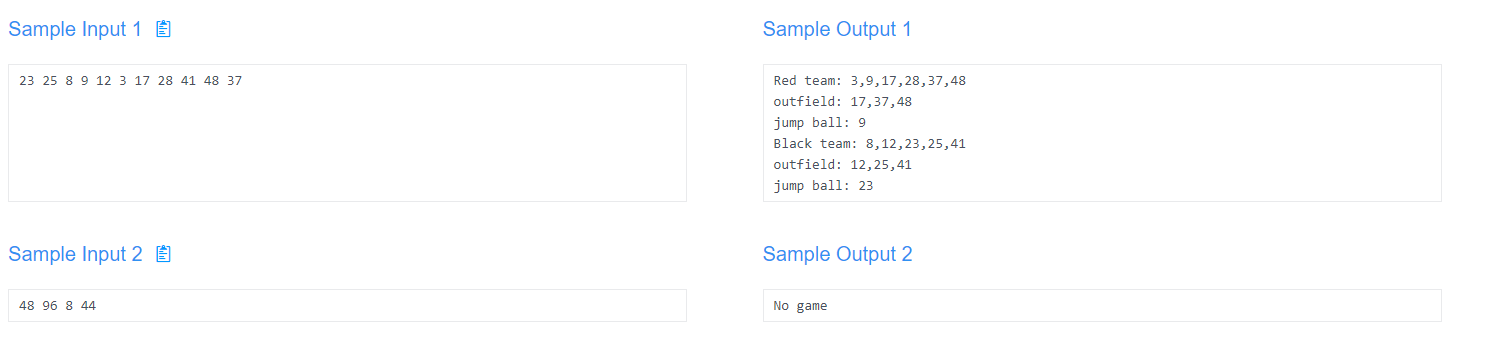 Sample Input 1
23 25 8 9 12 3 17 28 41 48 37
Sample Output 1
Red team: 3,9,17,28,37,48
outfield: 17,37,48
jump ball: 9
Black team: 8,12,23,25,41
outfield: 12,25,41
jump ball: 23
Sample Input 2
48 96 8 44
Sample Output 2
No game